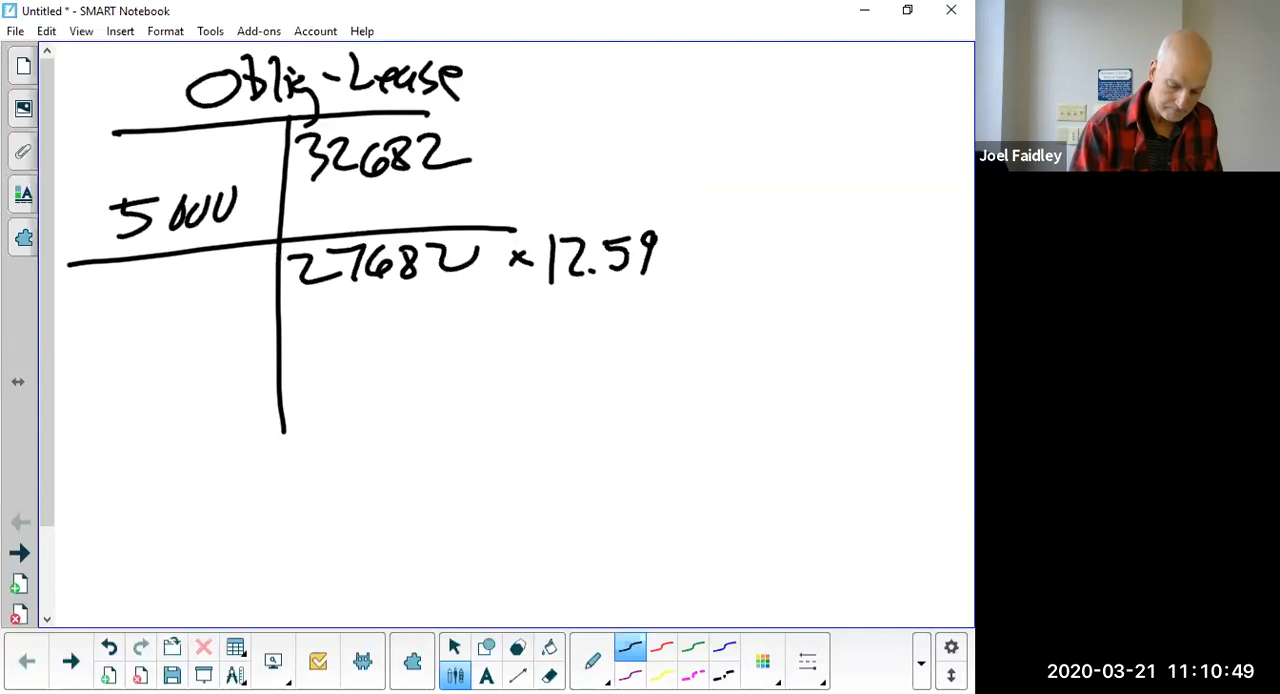 Untitled * - SMART Notebook
File Edit View Insert Format Tools Add-ons Account Help
Oblig-Lease
32682
5000
27682 x 12.59
Joel Faidley
2020-03-21 11:10:49